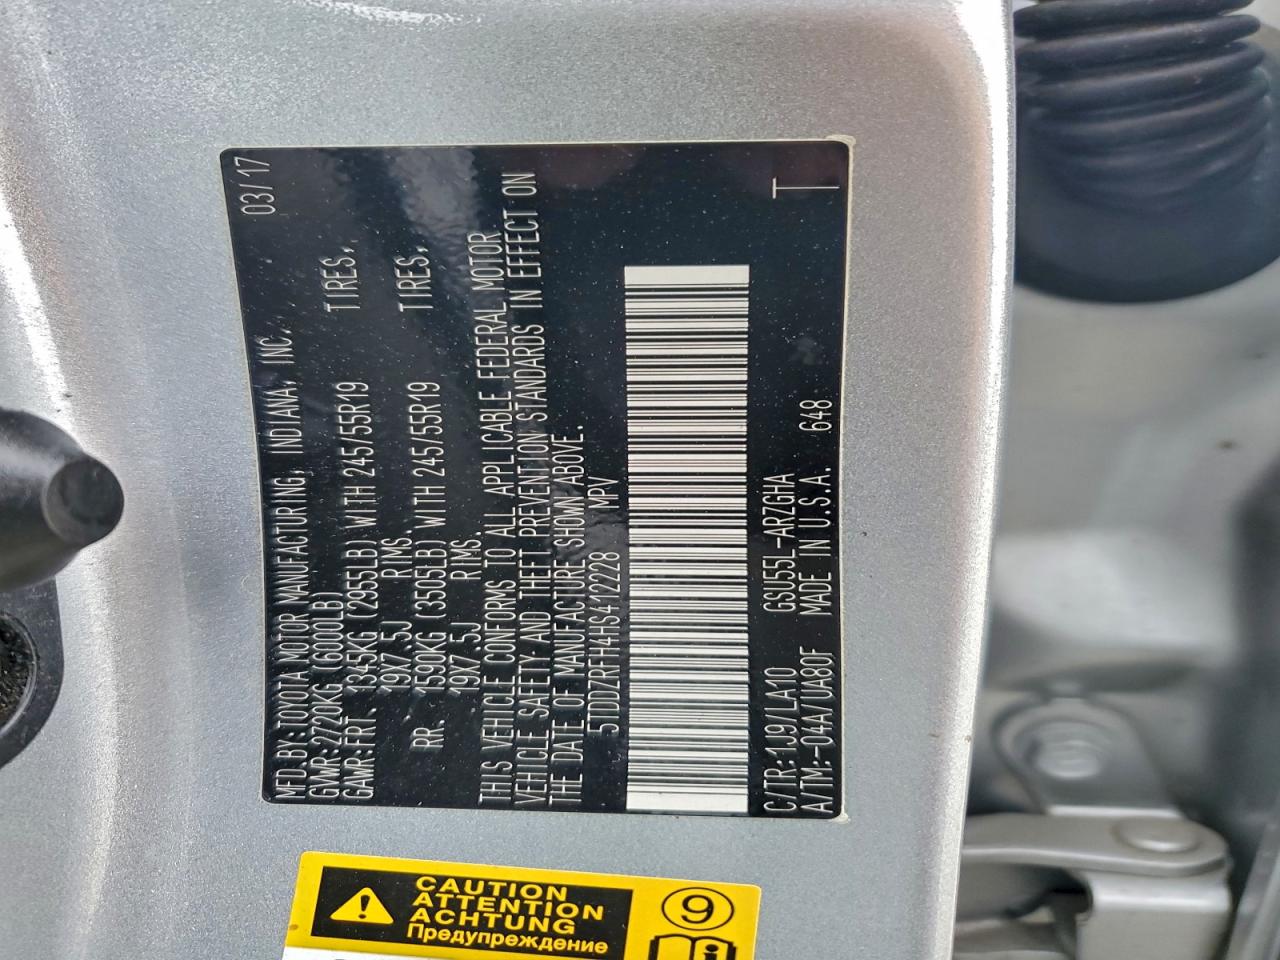 03/17
MFD.BY:TOYOTA MOTOR MANUFACTURING, INDIANA, INC.
GVWR:2720KG (6000LB)
GAWR:FRT. 1345KG (2955LB) WITH 245/55R19 TIRES,
19X7.5J RIMS.
RR. 1590KG (3505LB) WITH 245/55R19 TIRES,
19X7.5J RIMS.
THIS VEHICLE CONFORMS TO ALL APPLICABLE FEDERAL MOTOR
VEHICLE SAFETY AND THEFT PREVENTION STANDARDS IN EFFECT ON
THE DATE OF MANUFACTURE SHOWN ABOVE.
5TDDZRFH4HS412228 MPV
C/TR:1J9/LA10 GSU55L-ARZGHA
A/TM:-04A/UA80F MADE IN U.S.A. 648
T
CAUTION
ATTENTION
ACHTUNG
Предупреждение
9
i